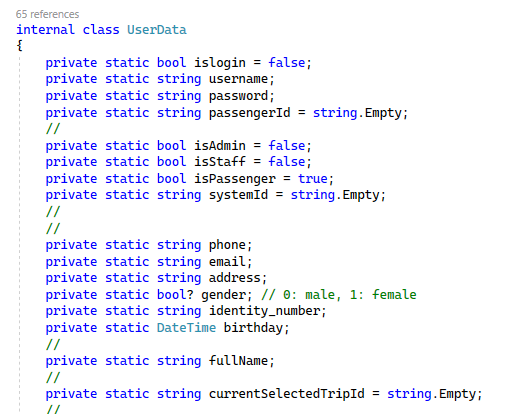 65 references
internal class UserData
{
private static bool islogin = false;
private static string username;
private static string password;
private static string passengerId = string.Empty;
//
private static bool isAdmin = false;
private static bool isStaff = false;
private static bool isPassenger = true;
private static string systemId = string.Empty;
//
//
private static string phone;
private static string email;
private static string address;
private static bool? gender; // 0: male, 1: female
private static string identity_number;
private static DateTime birthday;
//
private static string fullName;
//
private static string currentSelectedTripId = string.Empty;
//